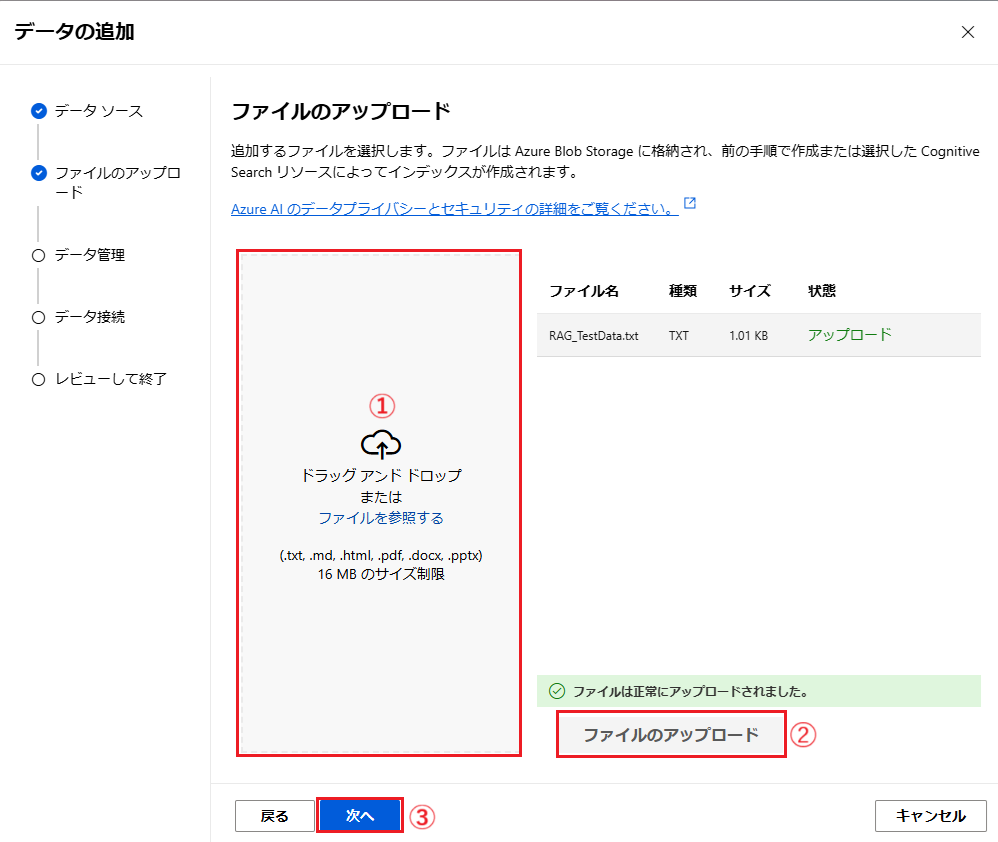 データの追加
データ ソース
ファイルのアップロ
ード
データ管理
データ接続
レビューして終了
ファイルのアップロード
追加するファイルを選択します。ファイルは Azure Blob Storage に格納され、前の手順で作成または選択した Cognitive
Search リソースによってインデックスが作成されます。
Azure AI のデータプライバシーとセキュリティの詳細をご覧ください。
①
ドラッグ アンド ドロップ
または
ファイルを参照する
(.txt, .md, .html, .pdf, .docx, .pptx)
16 MB のサイズ制限
ファイル名 種類 サイズ 状態
RAG_TestData.txt TXT 1.01 KB アップロード
ファイルは正常にアップロードされました。
ファイルのアップロード ②
戻る 次へ ③ キャンセル